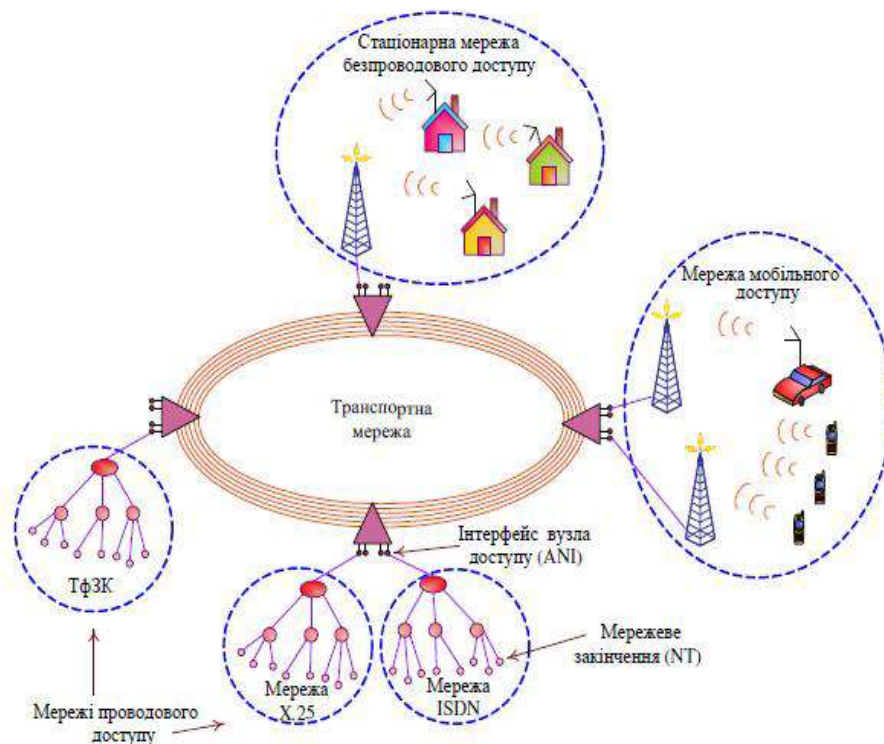 Стаціонарна мережа
безпроводового доступу
Мережа мобільного
доступу
Транспортна
мережа
Інтерфейс вузла
доступу (ANI)
ТфЗК
Мережеве
закінчення (NT)
Мережа
X.25
Мережа
ISDN
Мережі проводового
доступу